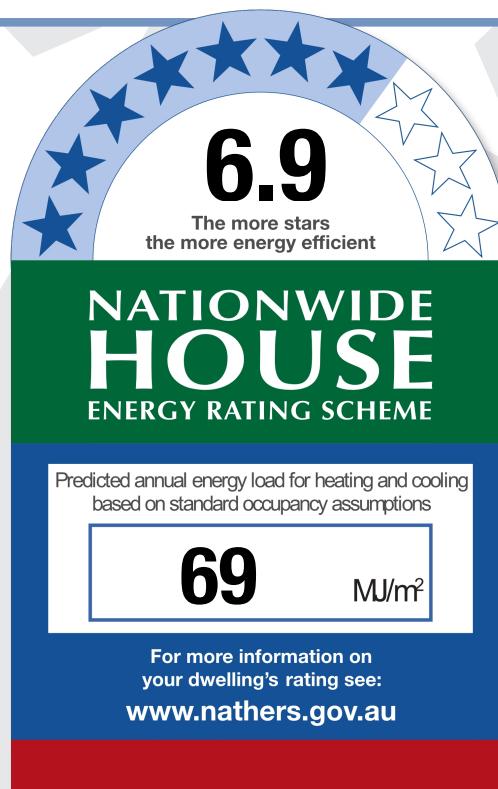 6.9
The more stars
the more energy efficient
NATIONWIDE
HOUSE
ENERGY RATING SCHEME
Predicted annual energy load for heating and cooling
based on standard occupancy assumptions
69 MJ/m²
For more information on
your dwelling's rating see:
www.nathers.gov.au